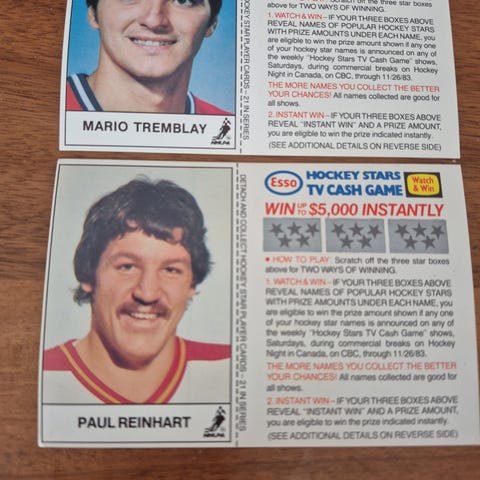 Scratch off the three star boxes
above for TWO WAYS OF WINNING.
1. WATCH & WIN – IF YOUR THREE BOXES ABOVE
REVEAL NAMES OF POPULAR HOCKEY STARS
WITH PRIZE AMOUNTS UNDER EACH NAME, you
are eligible to win the prize amount shown if any one
of your hockey star names is announced on any of
the weekly "Hockey Stars TV Cash Game" shows,
Saturdays, during commercial breaks on Hockey
Night in Canada, on CBC, through 11/26/83.
THE MORE NAMES YOU COLLECT THE BETTER
YOUR CHANCES! All names collected are good for
all shows.
2. INSTANT WIN – IF YOUR THREE BOXES ABOVE
REVEAL "INSTANT WIN" AND A PRIZE AMOUNT,
you are eligible to win the prize indicated instantly.
(SEE ADDITIONAL DETAILS ON REVERSE SIDE)
HOCKEY STAR PLAYER CARDS – 21 IN SERIES
MARIO TREMBLAY
NHLPA
Esso
HOCKEY STARS
TV CASH GAME
Watch
& Win
WIN UP TO $5,000 INSTANTLY
• HOW TO PLAY: Scratch off the three star boxes
above for TWO WAYS OF WINNING.
1. WATCH & WIN – IF YOUR THREE BOXES ABOVE
REVEAL NAMES OF POPULAR HOCKEY STARS
WITH PRIZE AMOUNTS UNDER EACH NAME, you
are eligible to win the prize amount shown if any one
of your hockey star names is announced on any of
the weekly "Hockey Stars TV Cash Game" shows,
Saturdays, during commercial breaks on Hockey
Night in Canada, on CBC, through 11/26/83.
THE MORE NAMES YOU COLLECT THE BETTER
YOUR CHANCES! All names collected are good for
all shows.
2. INSTANT WIN – IF YOUR THREE BOXES ABOVE
REVEAL "INSTANT WIN" AND A PRIZE AMOUNT,
you are eligible to win the prize indicated instantly.
(SEE ADDITIONAL DETAILS ON REVERSE SIDE)
DETACH AND COLLECT HOCKEY STAR PLAYER CARDS – 21 IN SERIES
PAUL REINHART
NHLPA